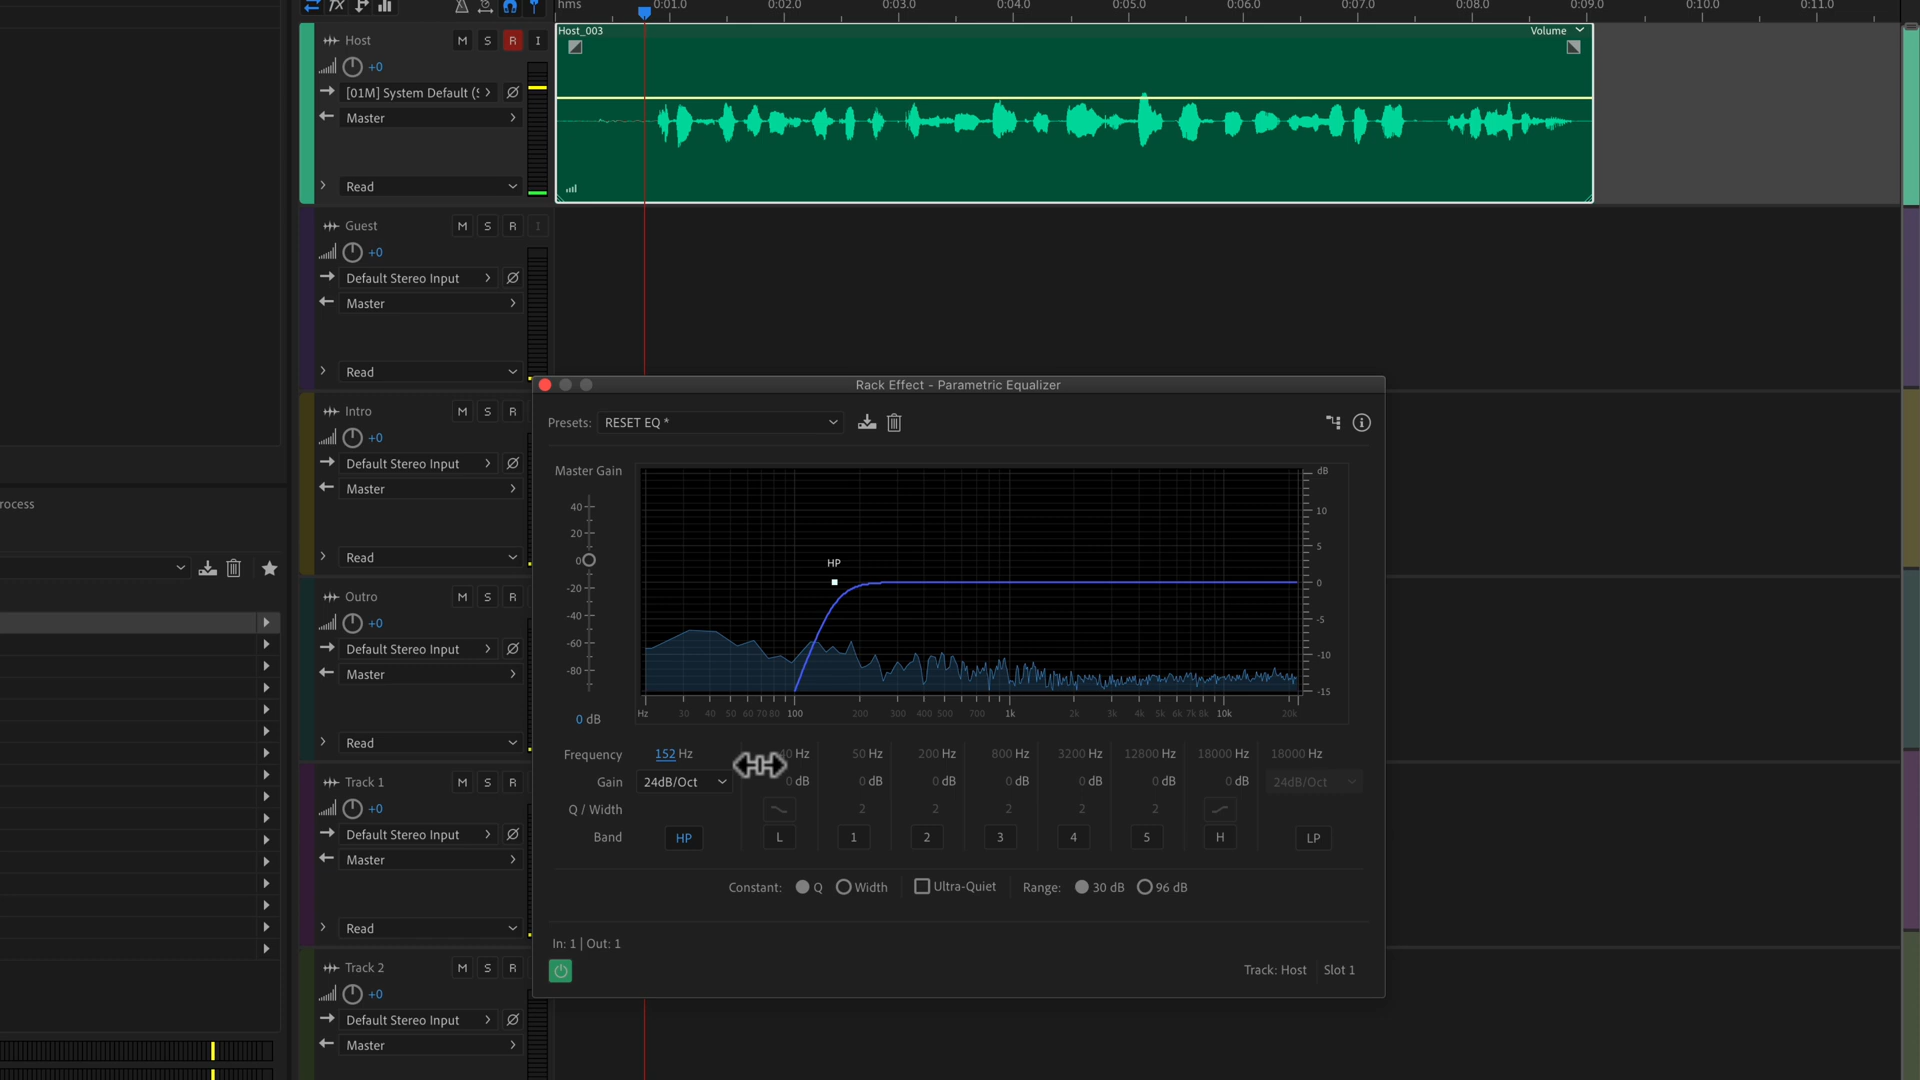 hms 0:01.0 0:02.0 0:03.0 0:04.0 0:05.0 0:06.0 0:07.0 0:08.0 0:09.0 0:10.0 0:11.0
Host M S R I
Host_003 Volume
+0
[01M] System Default (S
Master
Read
Guest M S R I
+0
Default Stereo Input
Master
Read
Intro M S R
+0
Default Stereo Input
Master
Read
Outro M S R
+0
Default Stereo Input
Master
Read
Track 1 M S R
+0
Default Stereo Input
Master
Read
Track 2 M S R
+0
Default Stereo Input
Master
rocess
Rack Effect - Parametric Equalizer
Presets: RESET EQ *
Master Gain
40
20
0
-20
-40
-60
-80
0 dB
HP
dB
10
5
0
-5
-10
-15
Hz 30 40 50 60 70 80 100 200 300 400 500 700 1k 2k 3k 4k 5k 6k 7k 8k 10k 20k
Frequency 152 Hz Hz 50 Hz 200 Hz 800 Hz 3200 Hz 12800 Hz 18000 Hz 18000 Hz
Gain 24dB/Oct 0 dB 0 dB 0 dB 0 dB 0 dB 0 dB 0 dB 24dB/Oct
Q / Width 2 2 2 2 2
Band HP L 1 2 3 4 5 H LP
Constant: Q Width Ultra-Quiet Range: 30 dB 96 dB
In: 1 | Out: 1
Track: Host Slot 1